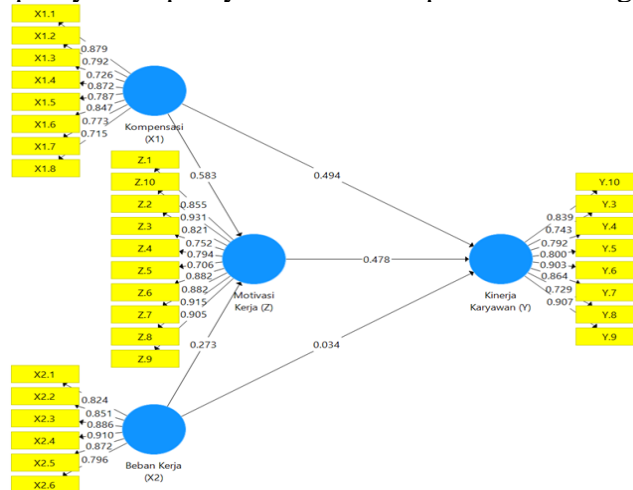 X1.1
X1.2
X1.3
X1.4
X1.5
X1.6
X1.7
X1.8
0.879
0.792
0.726
0.872
0.787
0.847
0.773
0.715
Kompensasi
(X1)
0.583
0.494
Z.1
Z.10
Z.2
Z.3
Z.4
Z.5
Z.6
Z.7
Z.8
Z.9
0.855
0.931
0.821
0.752
0.794
0.706
0.882
0.882
0.915
0.905
Motivasi
Kerja (Z)
0.478
0.273
0.034
Y.10
Y.3
Y.4
Y.5
Y.6
Y.7
Y.8
Y.9
0.839
0.743
0.792
0.800
0.903
0.864
0.729
0.907
Kinerja
Karyawan (Y)
X2.1
X2.2
X2.3
X2.4
X2.5
X2.6
0.824
0.851
0.886
0.910
0.872
0.796
Beban Kerja
(X2)